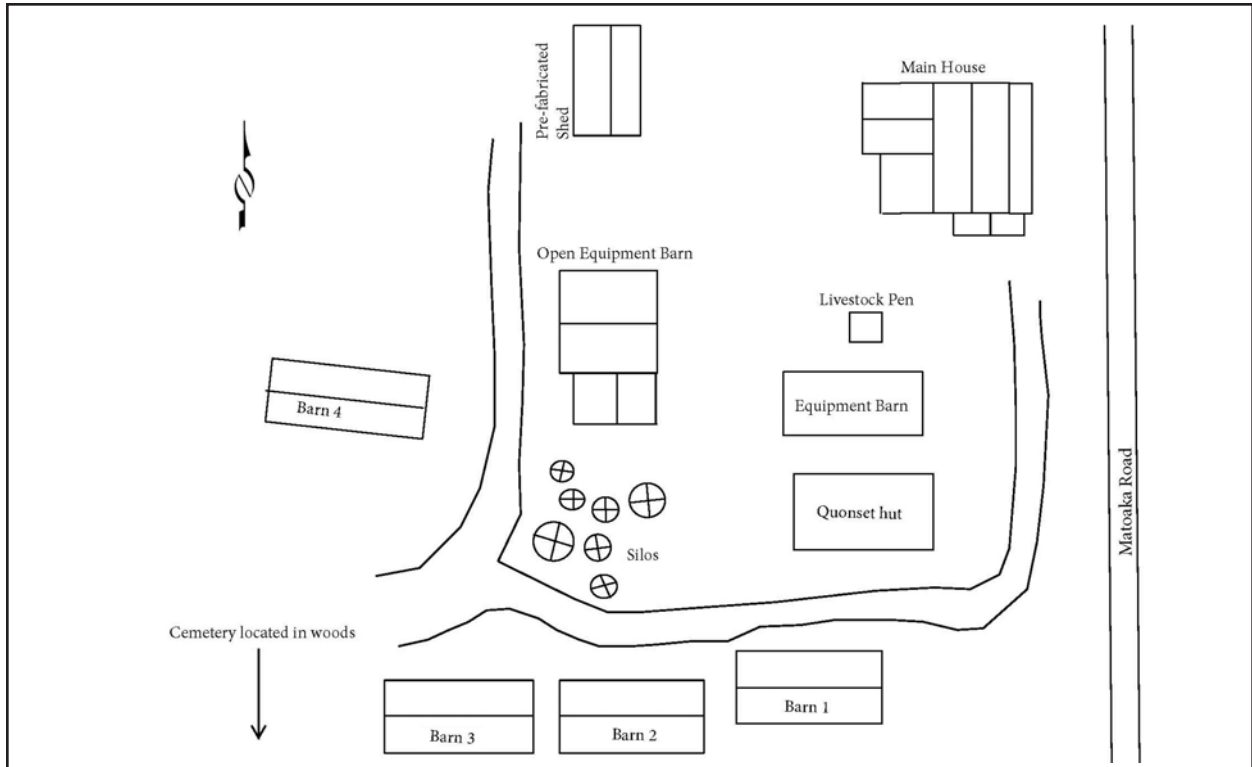 Pre-fabricated
Shed
Main House
Open Equipment Barn
Livestock Pen
Barn 4
Equipment Barn
Quonset hut
Matoaka Road
Silos
Cemetery located in woods
Barn 1
Barn 2
Barn 3